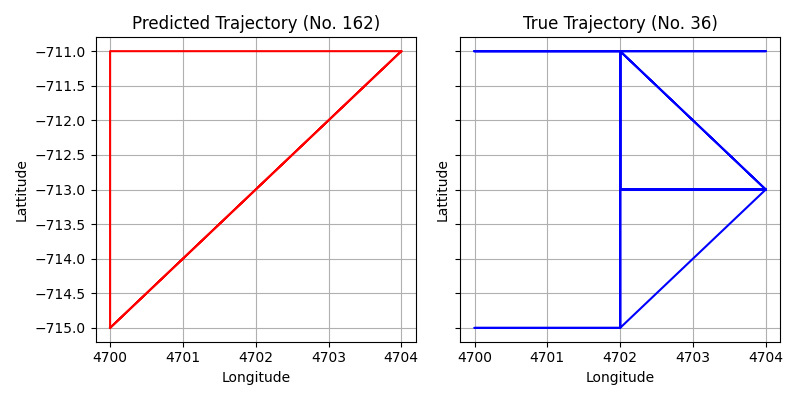 Predicted Trajectory (No. 162)
True Trajectory (No. 36)
−711.0
−711.5
−712.0
−712.5
−713.0
−713.5
−714.0
−714.5
−715.0
Lattitude
Lattitude
4700 4701 4702 4703 4704
4700 4701 4702 4703 4704
Longitude
Longitude